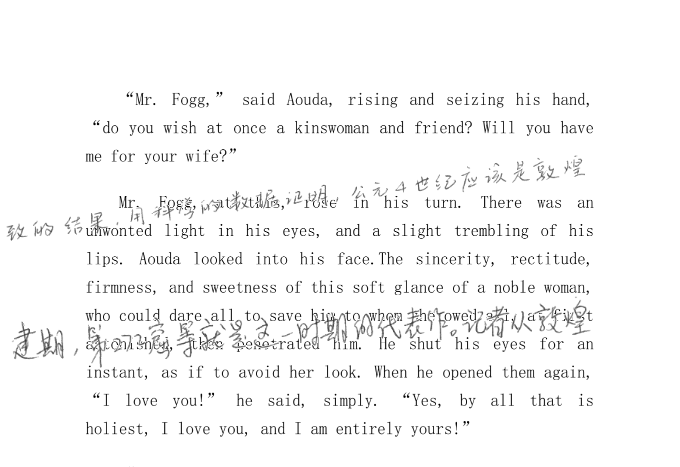 “Mr. Fogg,” said Aouda, rising and seizing his hand,
“do you wish at once a kinswoman and friend? Will you have
me for your wife?”
致的结果，用科学的数据证明，公元4世纪应该是敦煌
Mr. Fogg, at this, rose in his turn. There was an
unwonted light in his eyes, and a slight trembling of his
lips. Aouda looked into his face.The sincerity, rectitude,
firmness, and sweetness of this soft glance of a noble woman,
who could dare all to save him to whom she owed all, at first
建期，第272窟等就是这一时期的代表作。记者从敦煌
astonished, then penetrated him. He shut his eyes for an
instant, as if to avoid her look. When he opened them again,
“I love you!” he said, simply. “Yes, by all that is
holiest, I love you, and I am entirely yours!”